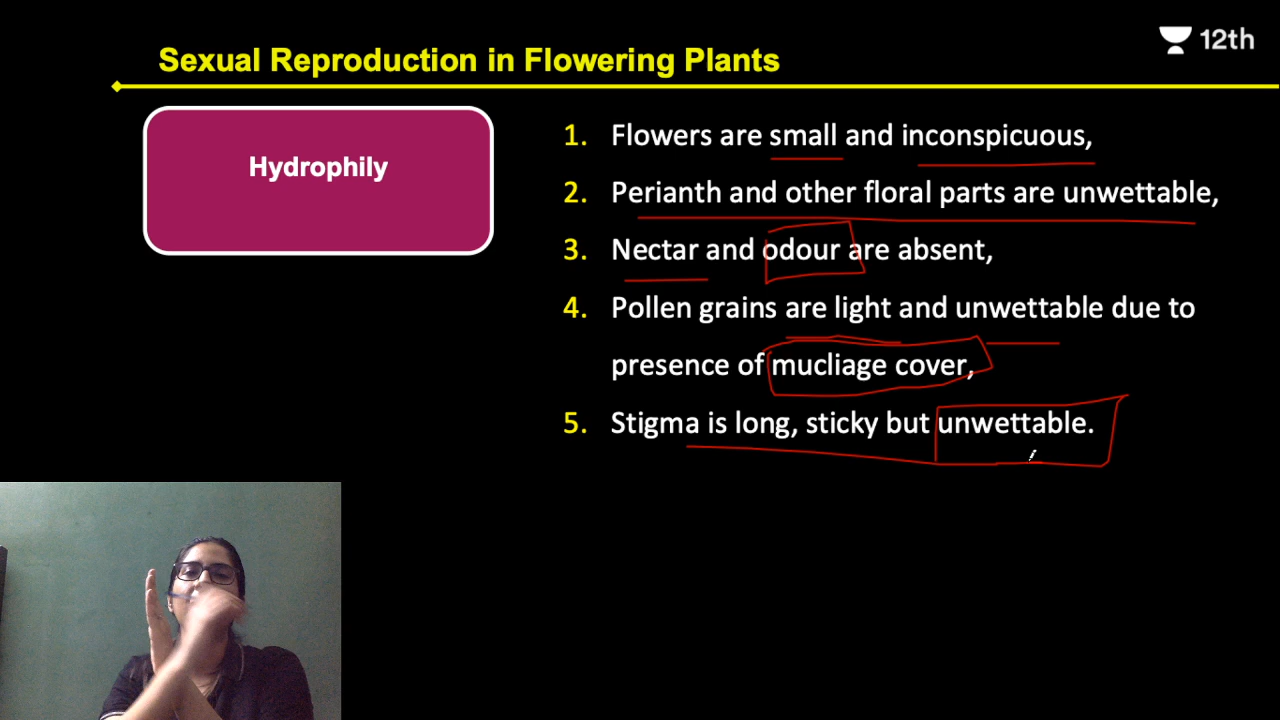 Sexual Reproduction in Flowering Plants
12th
Hydrophily
1. Flowers are small and inconspicuous,
2. Perianth and other floral parts are unwettable,
3. Nectar and odour are absent,
4. Pollen grains are light and unwettable due to
presence of mucliage cover,
5. Stigma is long, sticky but unwettable.